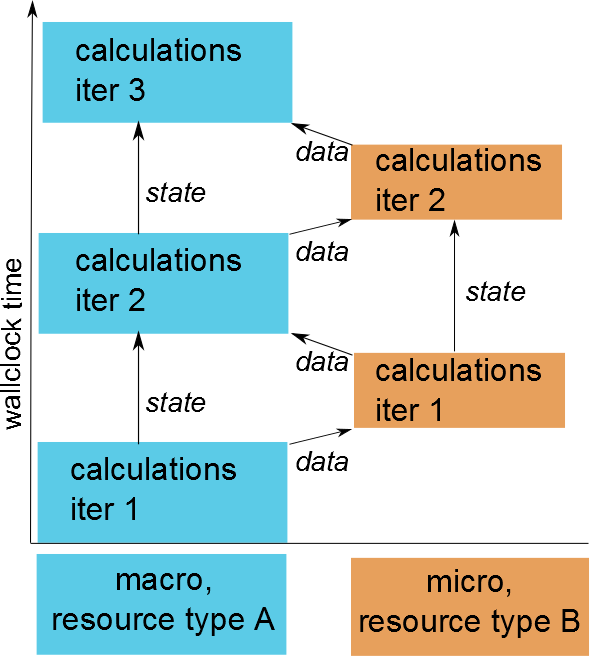 calculations
iter 3
data
calculations
iter 2
state
calculations
iter 2
data
state
data
calculations
iter 1
state
data
calculations
iter 1
wallclock time
macro,
resource type A
micro,
resource type B